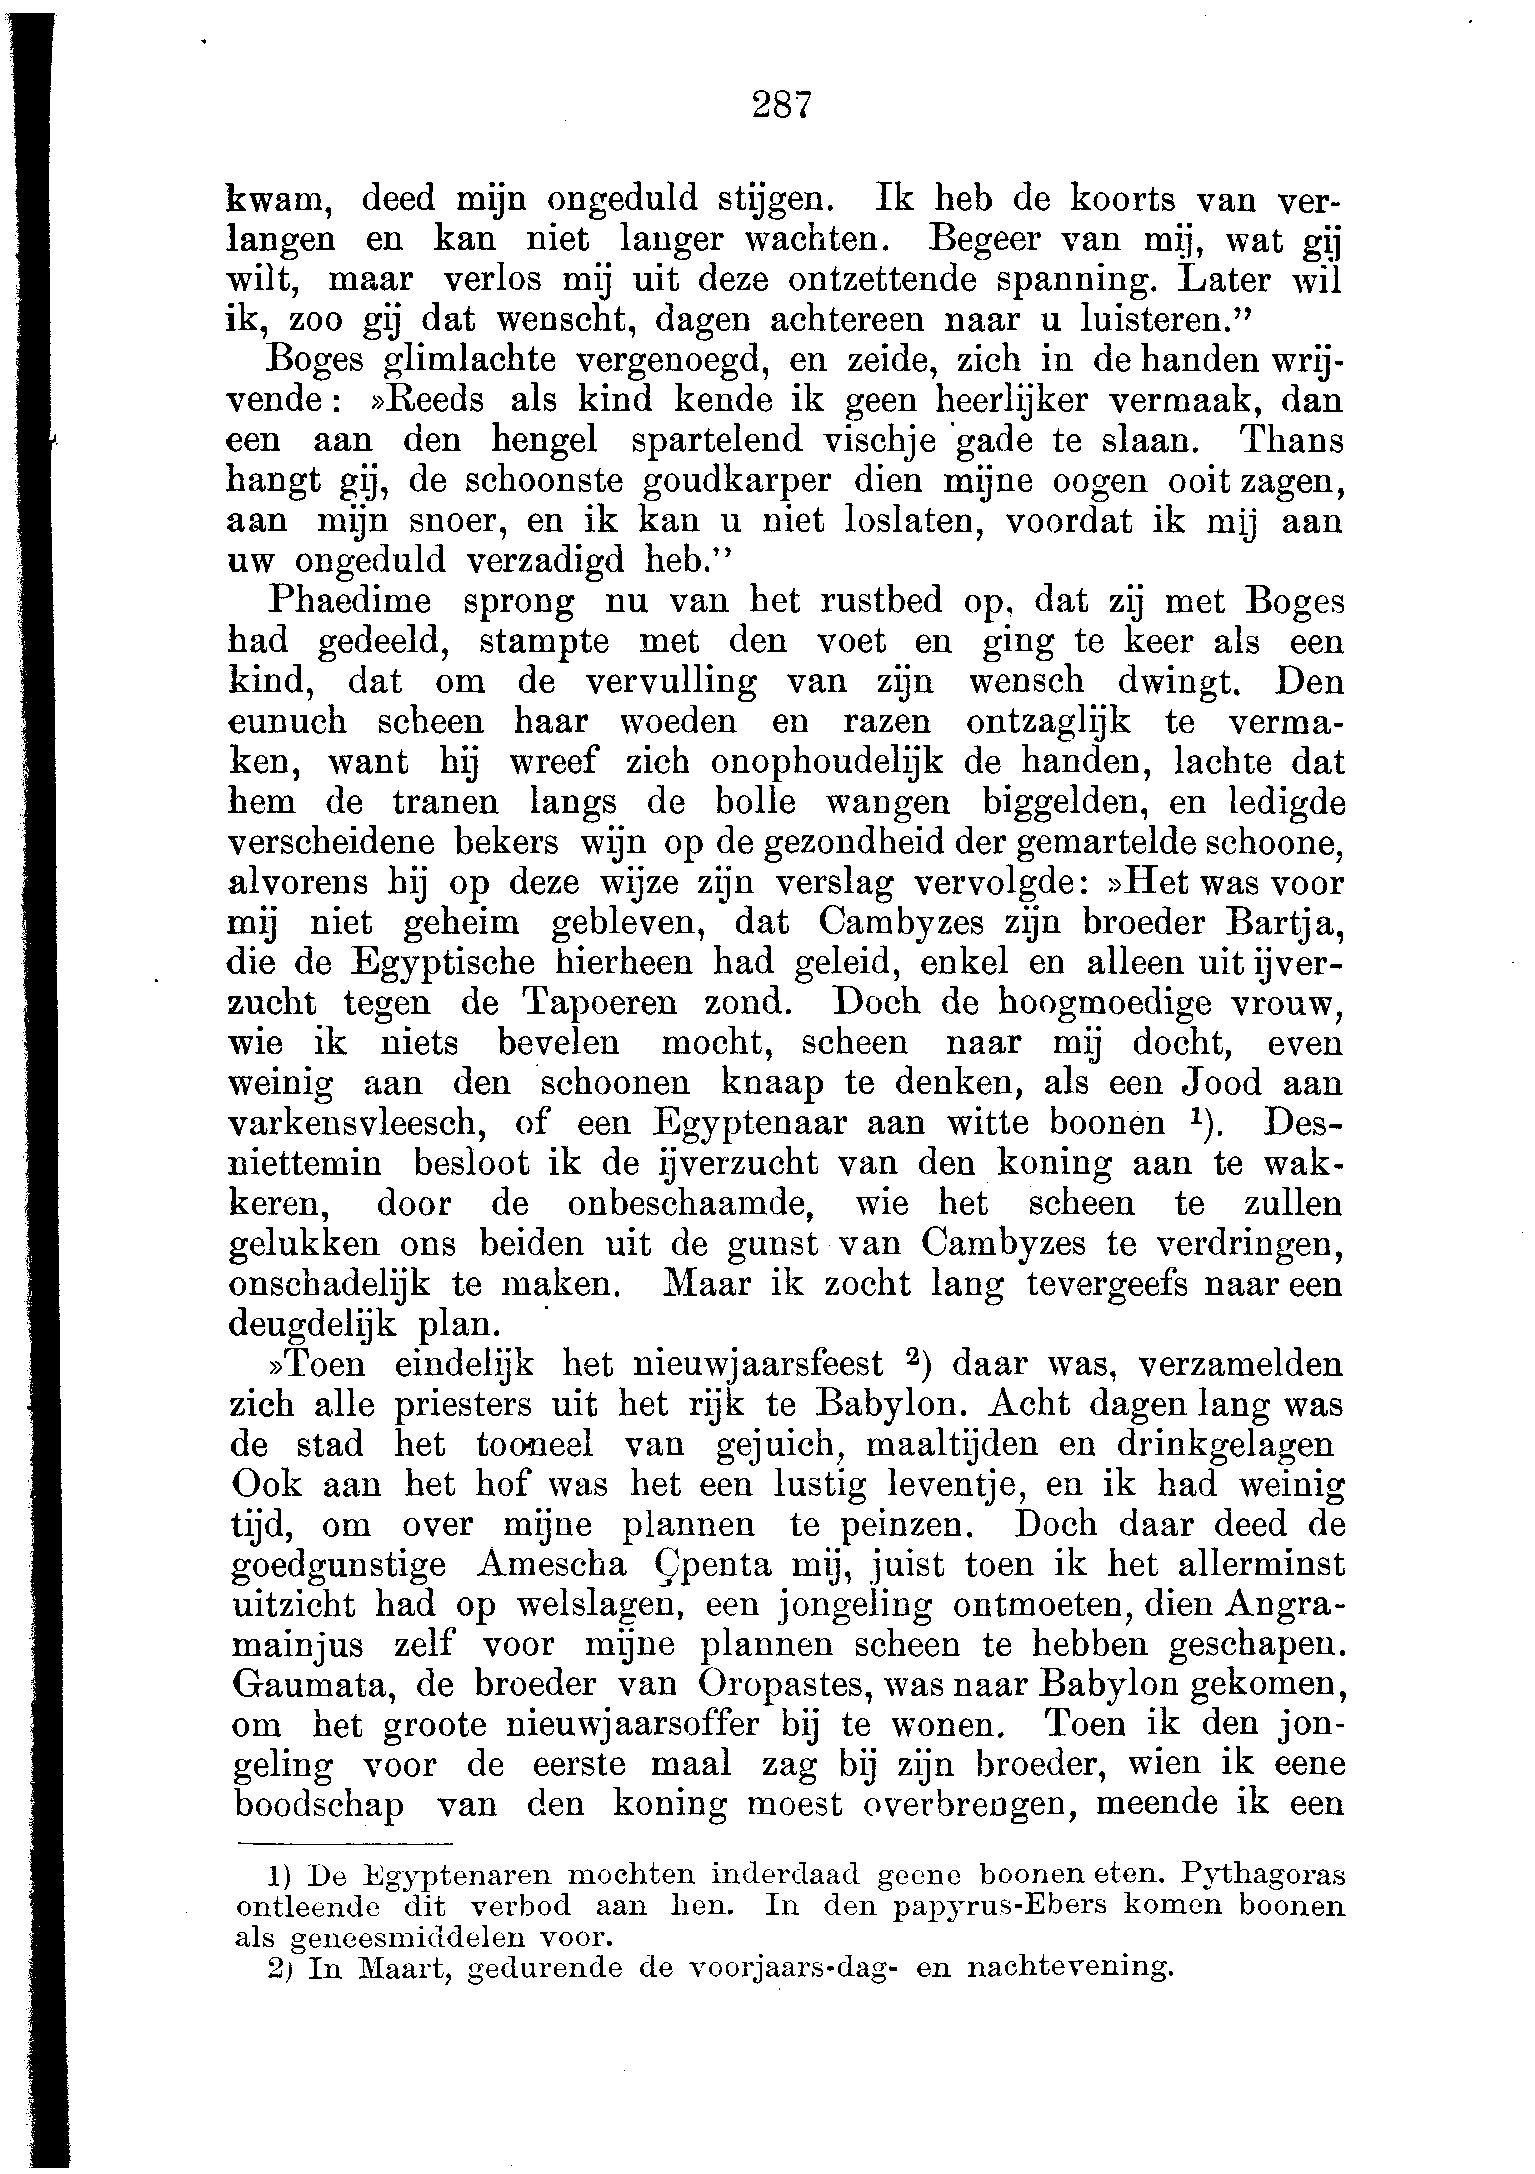 287
kwam, deed mijn ongeduld stijgen. Ik heb de koorts van ver-
langen en kan niet langer wachten. Begeer van mij, wat gij
wilt, maar verlos mij uit deze ontzettende spanning. Later wil
ik, zoo gij dat wenscht, dagen achtereen naar u luisteren.”
Boges glimlachte vergenoegd, en zeide, zich in de handen wrij-
vende: »Reeds als kind kende ik geen heerlijker vermaak, dan
een aan den hengel spartelend vischje gade te slaan. Thans
hangt gij, de schoonste goudkarper dien mijne oogen ooit zagen,
aan mijn snoer, en ik kan u niet loslaten, voordat ik mij aan
uw ongeduld verzadigd heb.”
Phaedime sprong nu van het rustbed op, dat zij met Boges
had gedeeld, stampte met den voet en ging te keer als een
kind, dat om de vervulling van zijn wensch dwingt. Den
eunuch scheen haar woeden en razen ontzaglijk te verma-
ken, want hij wreef zich onophoudelijk de handen, lachte dat
hem de tranen langs de bolle wangen biggelden, en ledigde
verscheidene bekers wijn op de gezondheid der gemartelde schoone,
alvorens hij op deze wijze zijn verslag vervolgde: »Het was voor
mij niet geheim gebleven, dat Cambyzes zijn broeder Bartja,
die de Egyptische hierheen had geleid, enkel en alleen uit ijver-
zucht tegen de Tapoeren zond. Doch de hoogmoedige vrouw,
wie ik niets bevelen mocht, scheen naar mij docht, even
weinig aan den schoonen knaap te denken, als een Jood aan
varkensvleesch, of een Egyptenaar aan witte boonen ¹). Des-
niettemin besloot ik de ijverzucht van den koning aan te wak-
keren, door de onbeschaamde, wie het scheen te zullen
gelukken ons beiden uit de gunst van Cambyzes te verdringen,
onschadelijk te maken. Maar ik zocht lang tevergeefs naar een
deugdelijk plan.
»Toen eindelijk het nieuwjaarsfeest ²) daar was, verzamelden
zich alle priesters uit het rijk te Babylon. Acht dagen lang was
de stad het tooneel van gejuich, maaltijden en drinkgelagen
Ook aan het hof was het een lustig leventje, en ik had weinig
tijd, om over mijne plannen te peinzen. Doch daar deed de
goedgunstige Amescha Çpenta mij, juist toen ik het allerminst
uitzicht had op welslagen, een jongeling ontmoeten, dien Angra-
mainjus zelf voor mijne plannen scheen te hebben geschapen.
Gaumata, de broeder van Oropastes, was naar Babylon gekomen,
om het groote nieuwjaarsoffer bij te wonen. Toen ik den jon-
geling voor de eerste maal zag bij zijn broeder, wien ik eene
boodschap van den koning moest overbrengen, meende ik een
1) De Egyptenaren mochten inderdaad geene boonen eten. Pythagoras
ontleende dit verbod aan hen. In den papyrus-Ebers komen boonen
als geneesmiddelen voor.
2) In Maart, gedurende de voorjaars-dag- en nachtevening.